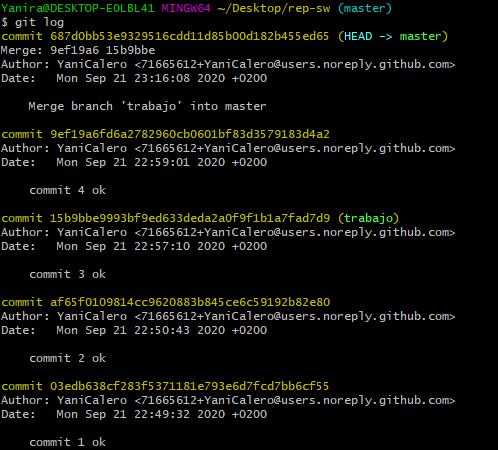 Yanira@DESKTOP-EOLBL41 MINGW64 ~/Desktop/rep-sw (master)
$ git log
commit 687d0bb53e9329516cdd11d85b00d182b455ed65 (HEAD -> master)
Merge: 9ef19a6 15b9bbe
Author: YaniCalero <71665612+YaniCalero@users.noreply.github.com>
Date:   Mon Sep 21 23:16:08 2020 +0200
    Merge branch 'trabajo' into master
commit 9ef19a6fd6a2782960cb0601bf83d3579183d4a2
Author: YaniCalero <71665612+YaniCalero@users.noreply.github.com>
Date:   Mon Sep 21 22:59:01 2020 +0200
    commit 4 ok
commit 15b9bbe9993bf9ed633deda2a0f9f1b1a7fad7d9 (trabajo)
Author: YaniCalero <71665612+YaniCalero@users.noreply.github.com>
Date:   Mon Sep 21 22:57:10 2020 +0200
    commit 3 ok
commit af65f0109814cc9620883b845ce6c59192b82e80
Author: YaniCalero <71665612+YaniCalero@users.noreply.github.com>
Date:   Mon Sep 21 22:50:43 2020 +0200
    commit 2 ok
commit 03edb638cf283f5371181e793e6d7fcd7bb6cf55
Author: YaniCalero <71665612+YaniCalero@users.noreply.github.com>
Date:   Mon Sep 21 22:49:32 2020 +0200
    commit 1 ok